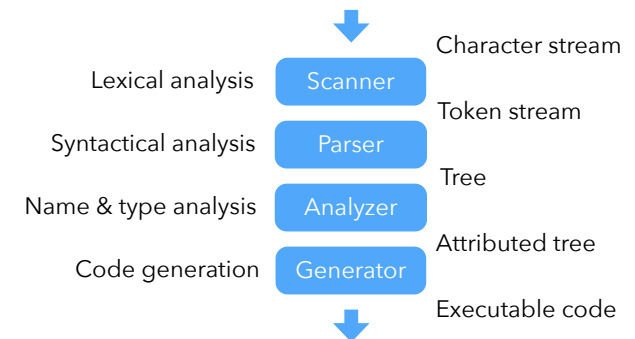 Character stream
Lexical analysis Scanner
Token stream
Syntactical analysis Parser
Tree
Name & type analysis Analyzer
Attributed tree
Code generation Generator
Executable code